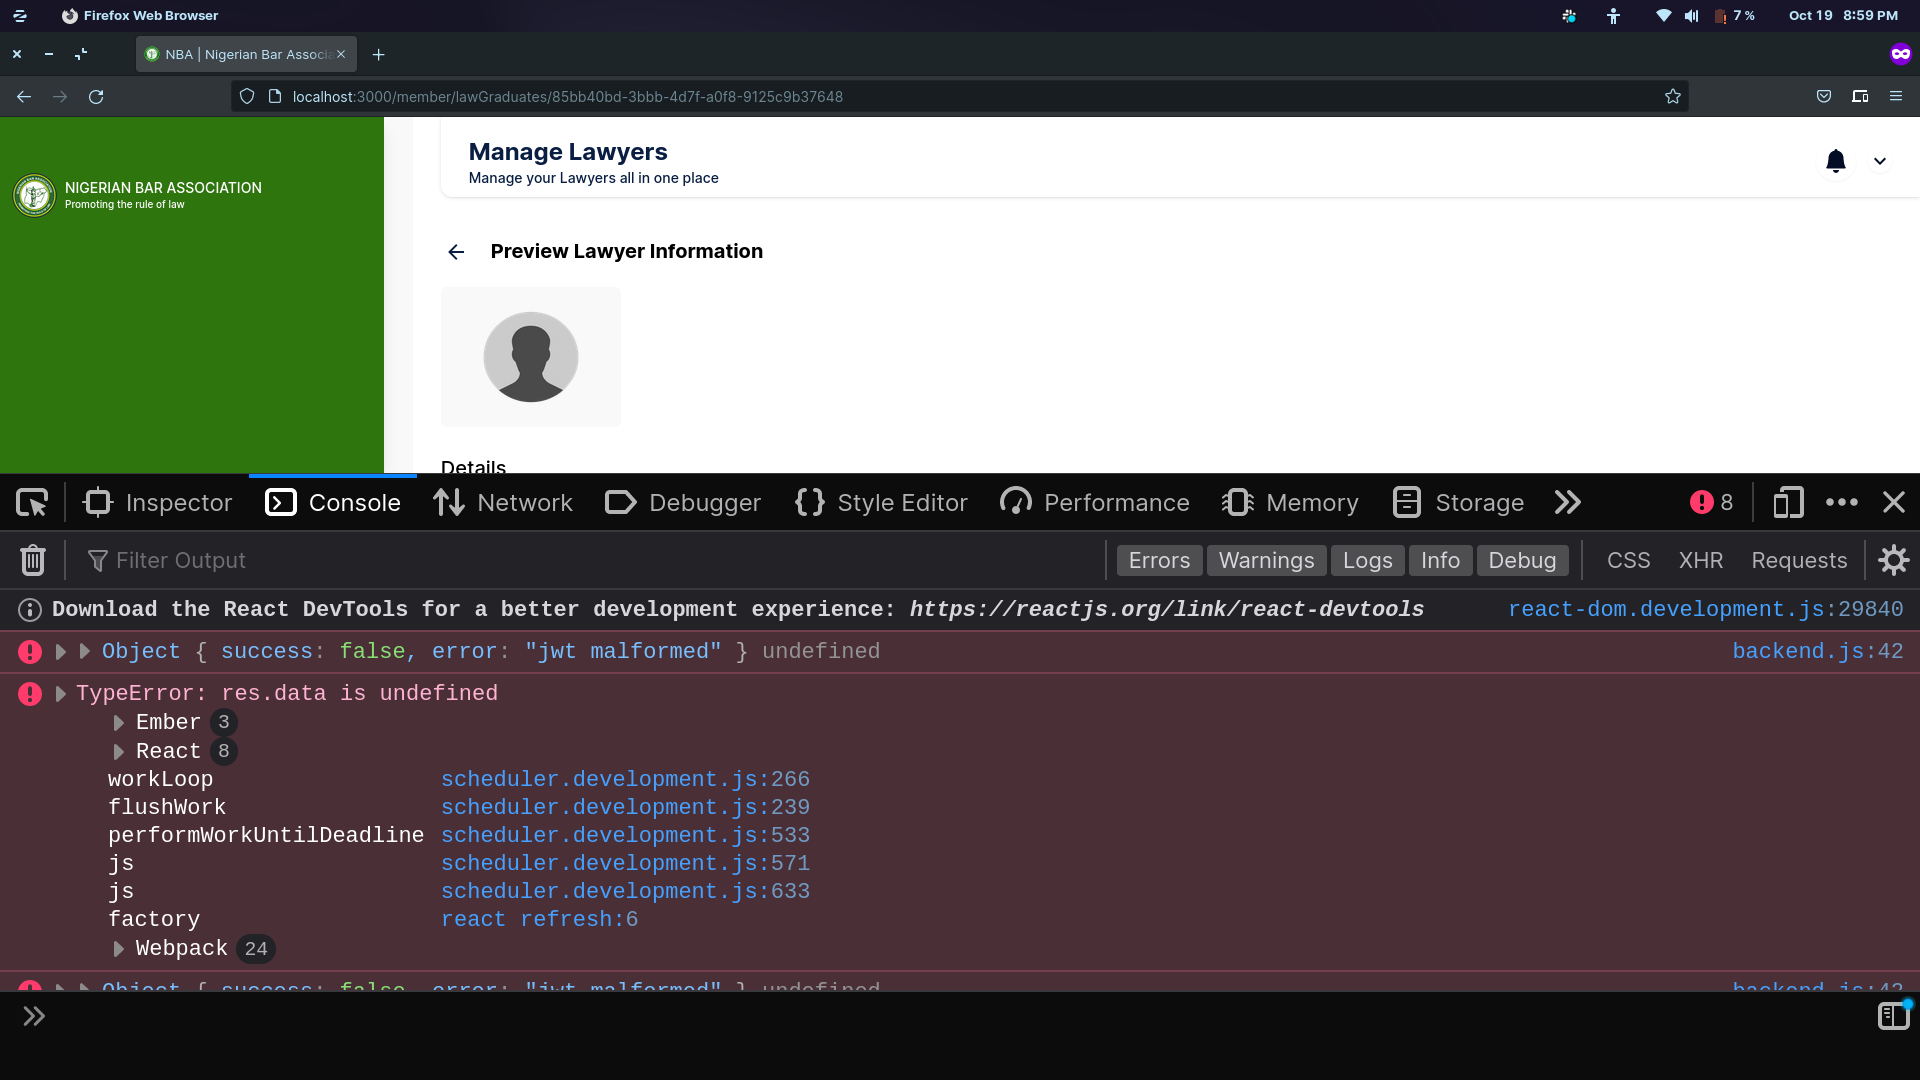 Firefox Web Browser
7 %
Oct 19 8:59 PM
NBA | Nigerian Bar Associa
localhost:3000/member/lawGraduates/85bb40bd-3bbb-4d7f-a0f8-9125c9b37648
NIGERIAN BAR ASSOCIATION
Promoting the rule of law
Manage Lawyers
Manage your Lawyers all in one place
Preview Lawyer Information
Details
Inspector Console Network Debugger Style Editor Performance Memory Storage 8
Filter Output Errors Warnings Logs Info Debug CSS XHR Requests
Download the React DevTools for a better development experience: https://reactjs.org/link/react-devtools react-dom.development.js:29840
Object { success: false, error: "jwt malformed" } undefined backend.js:42
TypeError: res.data is undefined
Ember 3
React 8
workLoop scheduler.development.js:266
flushWork scheduler.development.js:239
performWorkUntilDeadline scheduler.development.js:533
js scheduler.development.js:571
js scheduler.development.js:633
factory react refresh:6
Webpack 24
Object { success: false, error: "jwt malformed" } undefined backend.js:42